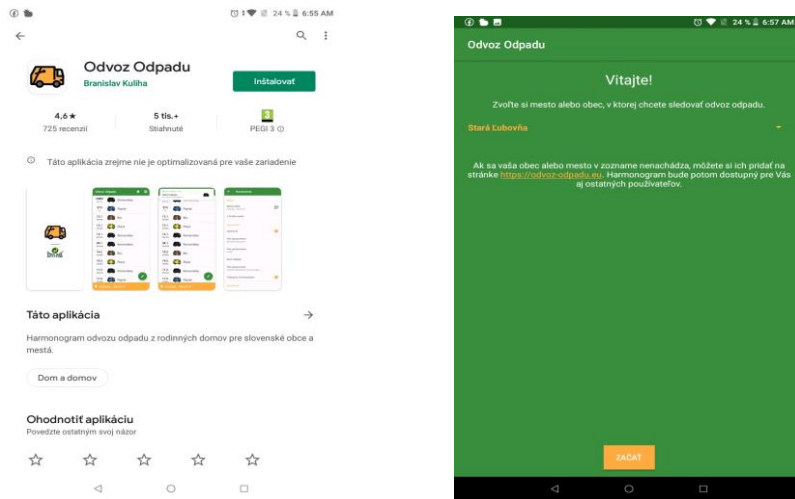 24 % 6:55 AM
Odvoz Odpadu
Branislav Kuliha
Inštalovať
4,6 ★
725 recenzií
5 tis.+
Stiahnuté
3
PEGI 3
Táto aplikácia zrejme nie je optimalizovaná pre vaše zariadenie
Táto aplikácia
Harmonogram odvozu odpadu z rodinných domov pre slovenské obce a
mestá.
Dom a domov
Ohodnotiť aplikáciu
Povedzte ostatným svoj názor
24 % 6:57 AM
Odvoz Odpadu
Vitajte!
Zvoľte si mesto alebo obec, v ktorej chcete sledovať odvoz odpadu.
Stará Ľubovňa
Ak sa vaša obec alebo mesto v zozname nenachádza, môžete si ich pridať na
stránke https://odvoz-odpadu.eu. Harmonogram bude potom dostupný pre Vás
aj ostatných používateľov.
ZAČAŤ